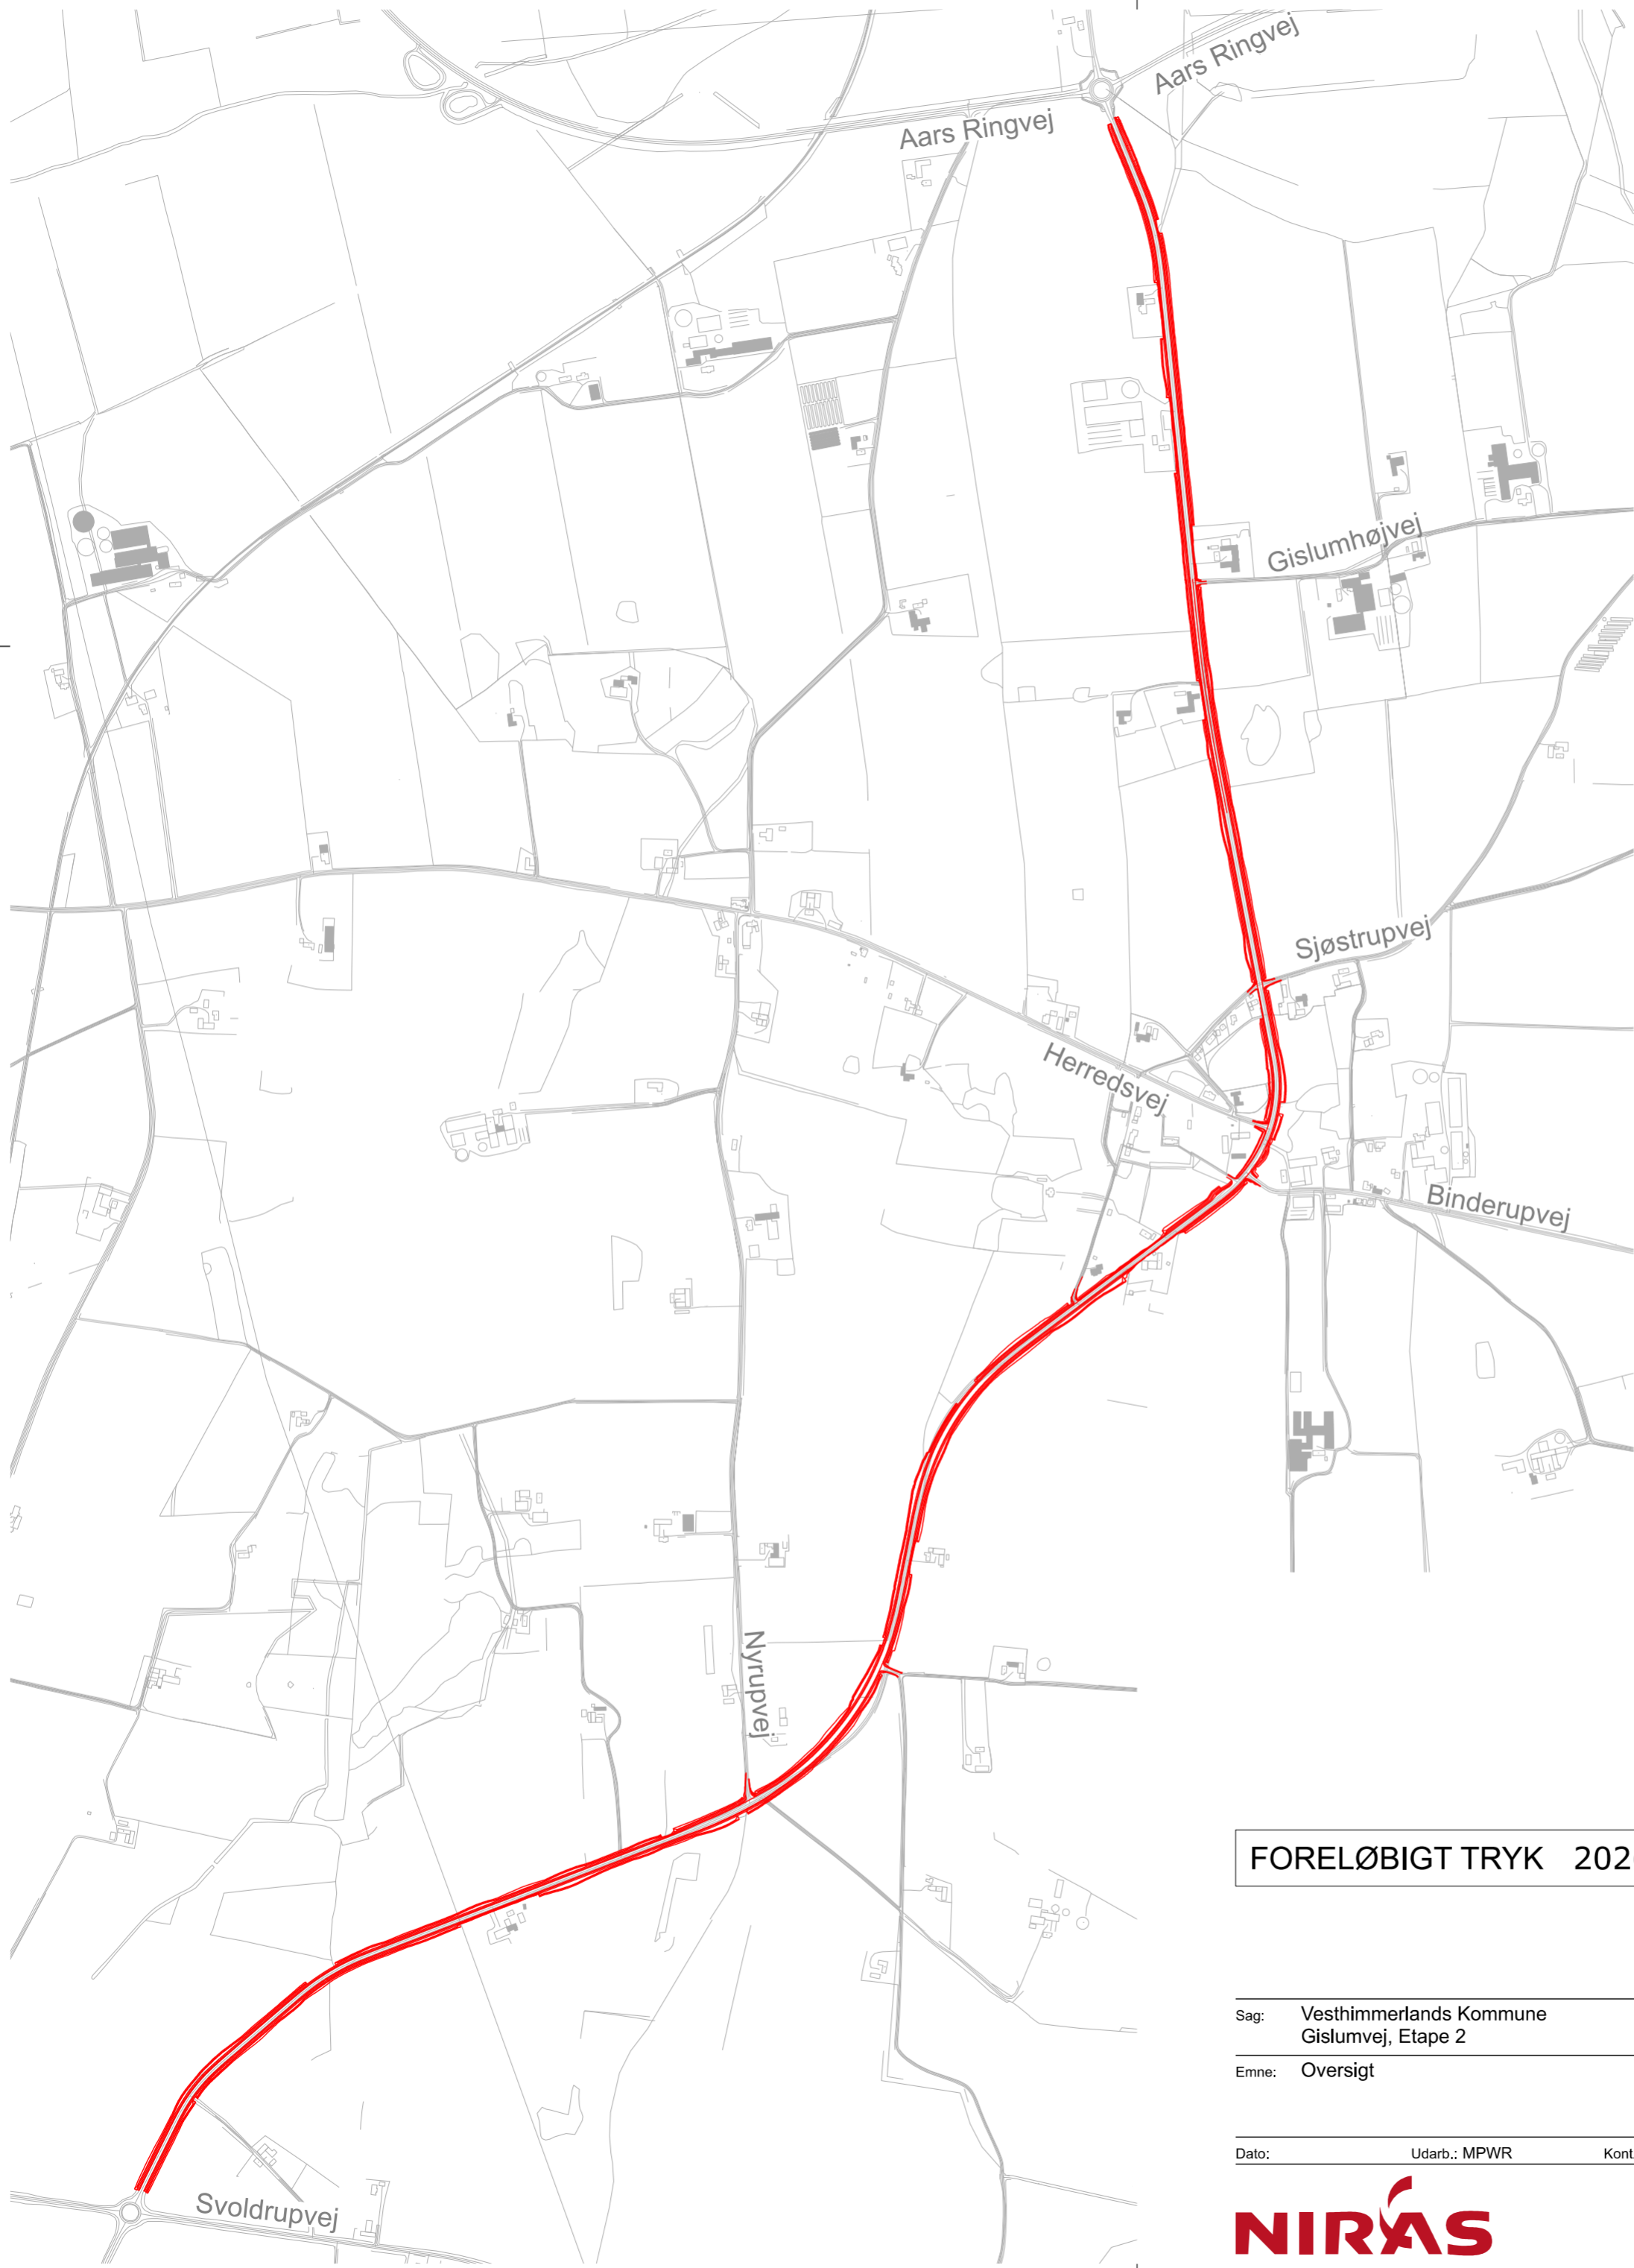 Aars Ringvej
Aars Ringvej
Gislumhøjvej
Sjøstrupvej
Herredsvej
Binderupvej
Nyrupvej
Svoldrupvej
FORELØBIGT TRYK 202
Sag: Vesthimmerlands Kommune
Gislumvej, Etape 2
Emne: Oversigt
Dato: Udarb.: MPWR Kont
NIRAS